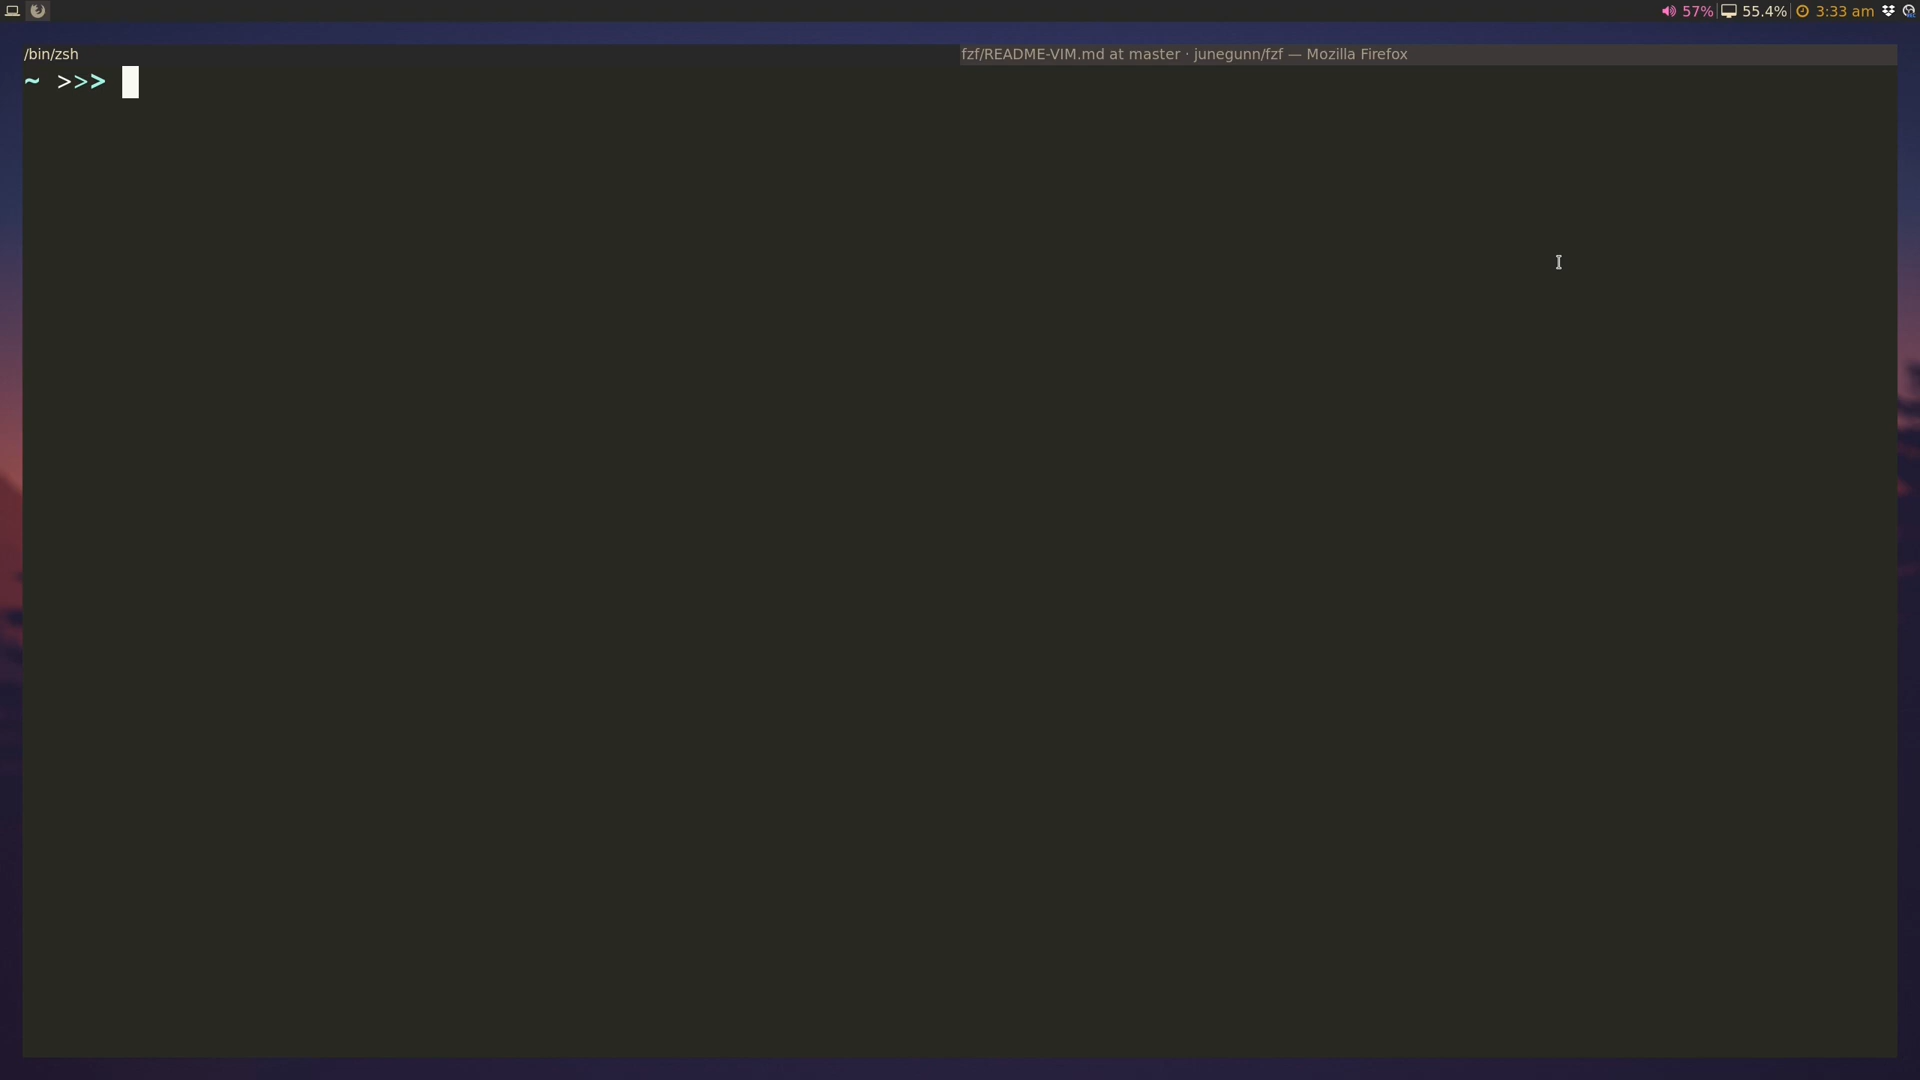 57% 55.4% 3:33 am
/bin/zsh
fzf/README-VIM.md at master · junegunn/fzf — Mozilla Firefox
~ >>>